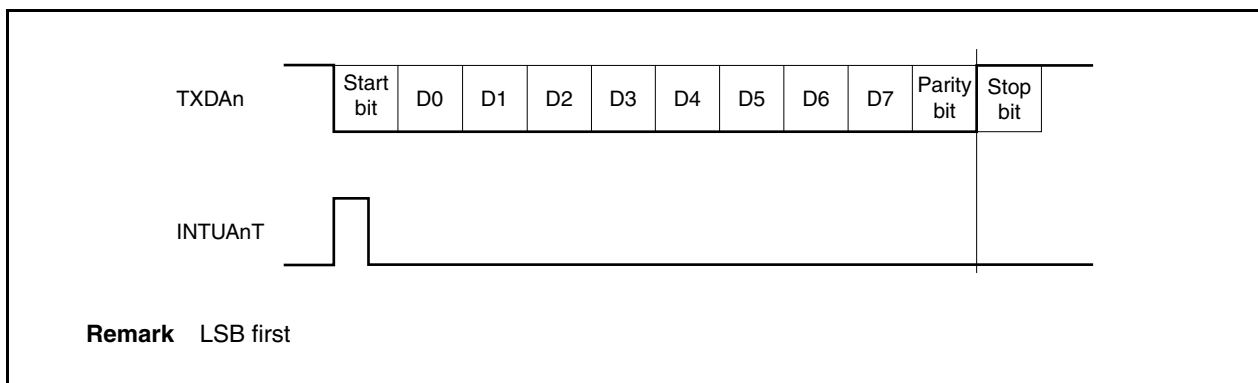 TXDAn
Start bit
D0
D1
D2
D3
D4
D5
D6
D7
Parity bit
Stop bit
INTUAnT
Remark LSB first